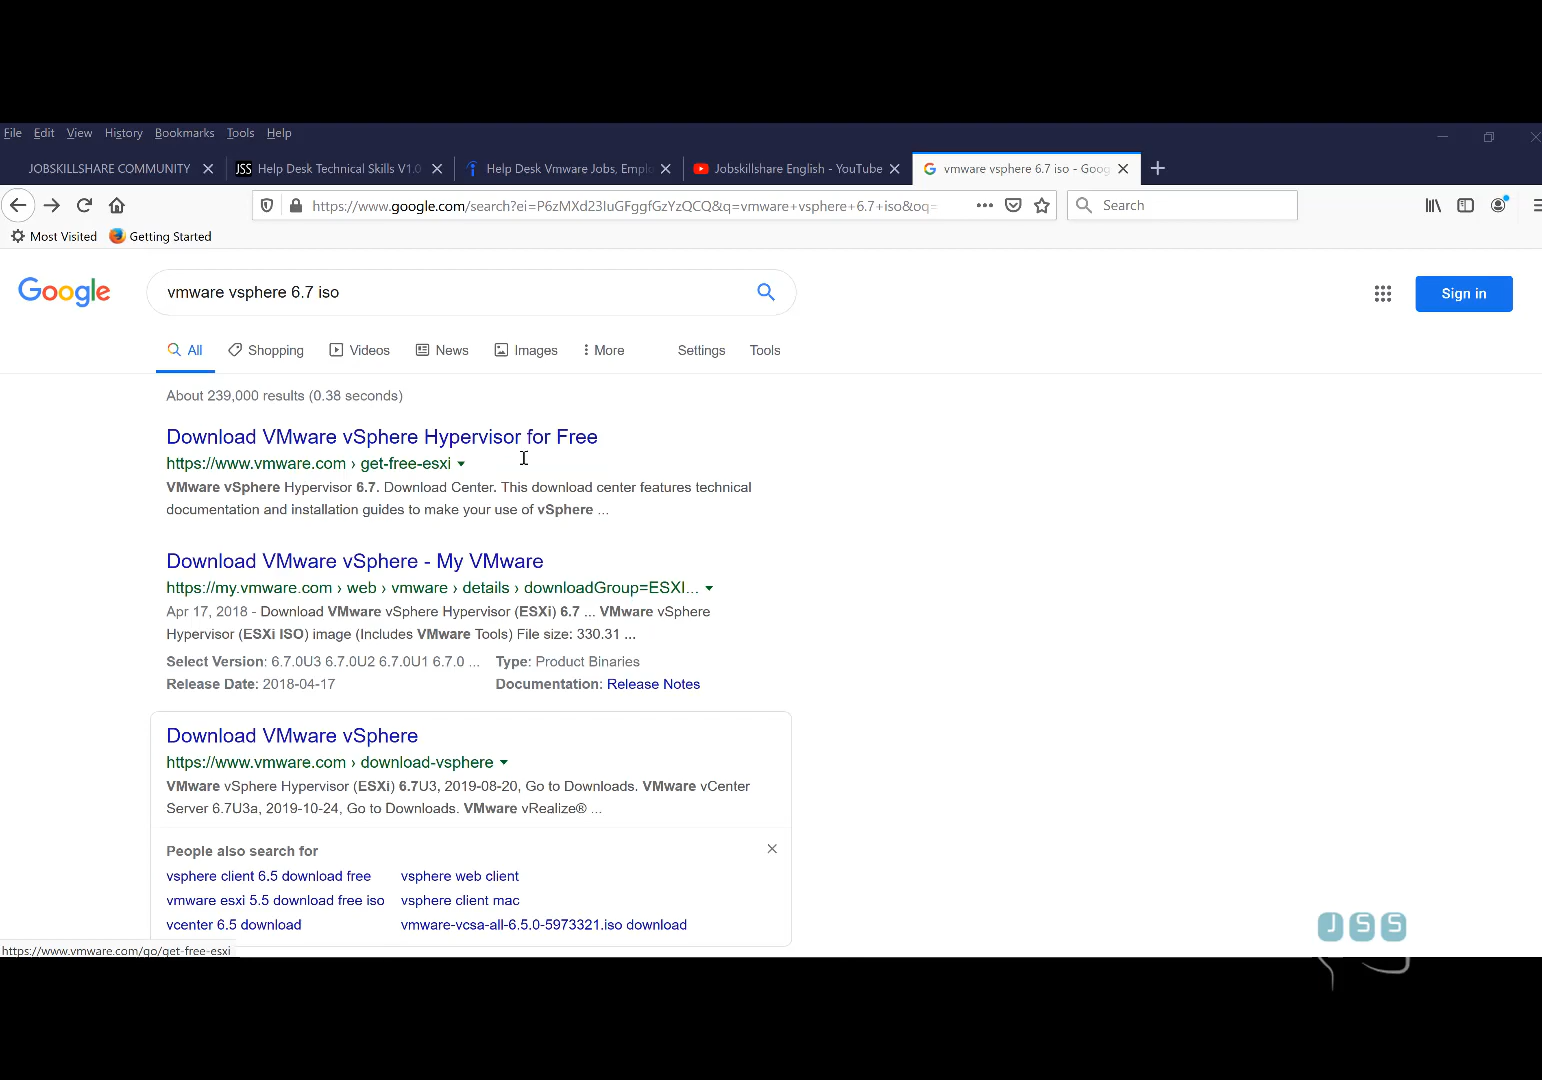 File Edit View History Bookmarks Tools Help
JOBSKILLSHARE COMMUNITY
JSS Help Desk Technical Skills V1.0
Help Desk Vmware Jobs, Emplo
Jobskillshare English - YouTube
vmware vsphere 6.7 iso - Goog
https://www.google.com/search?ei=P6zMXd23IuGFggfGzYzQCQ&q=vmware+vsphere+6.7+iso&oq=
Search
Most Visited Getting Started
Google
vmware vsphere 6.7 iso
Sign in
All Shopping Videos News Images More Settings Tools
About 239,000 results (0.38 seconds)
Download VMware vSphere Hypervisor for Free
https://www.vmware.com › get-free-esxi
VMware vSphere Hypervisor 6.7. Download Center. This download center features technical
documentation and installation guides to make your use of vSphere ...
Download VMware vSphere - My VMware
https://my.vmware.com › web › vmware › details › downloadGroup=ESXI...
Apr 17, 2018 - Download VMware vSphere Hypervisor (ESXi) 6.7 ... VMware vSphere
Hypervisor (ESXi ISO) image (Includes VMware Tools) File size: 330.31 ...
Select Version: 6.7.0U3 6.7.0U2 6.7.0U1 6.7.0 ... Type: Product Binaries
Release Date: 2018-04-17 Documentation: Release Notes
Download VMware vSphere
https://www.vmware.com › download-vsphere
VMware vSphere Hypervisor (ESXi) 6.7U3, 2019-08-20, Go to Downloads. VMware vCenter
Server 6.7U3a, 2019-10-24, Go to Downloads. VMware vRealize® ...
People also search for
vsphere client 6.5 download free vsphere web client
vmware esxi 5.5 download free iso vsphere client mac
vcenter 6.5 download vmware-vcsa-all-6.5.0-5973321.iso download
https://www.vmware.com/go/get-free-esxi
JSS